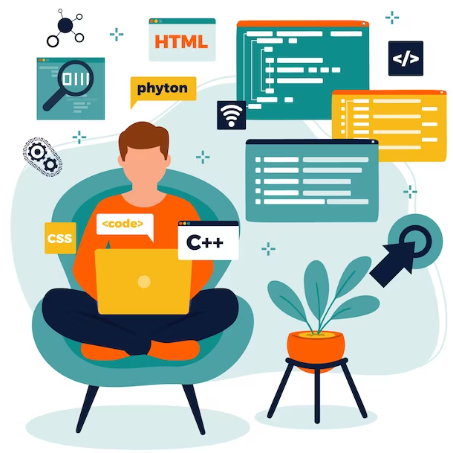 HTML
</>
phyton
<code>
CSS
C++